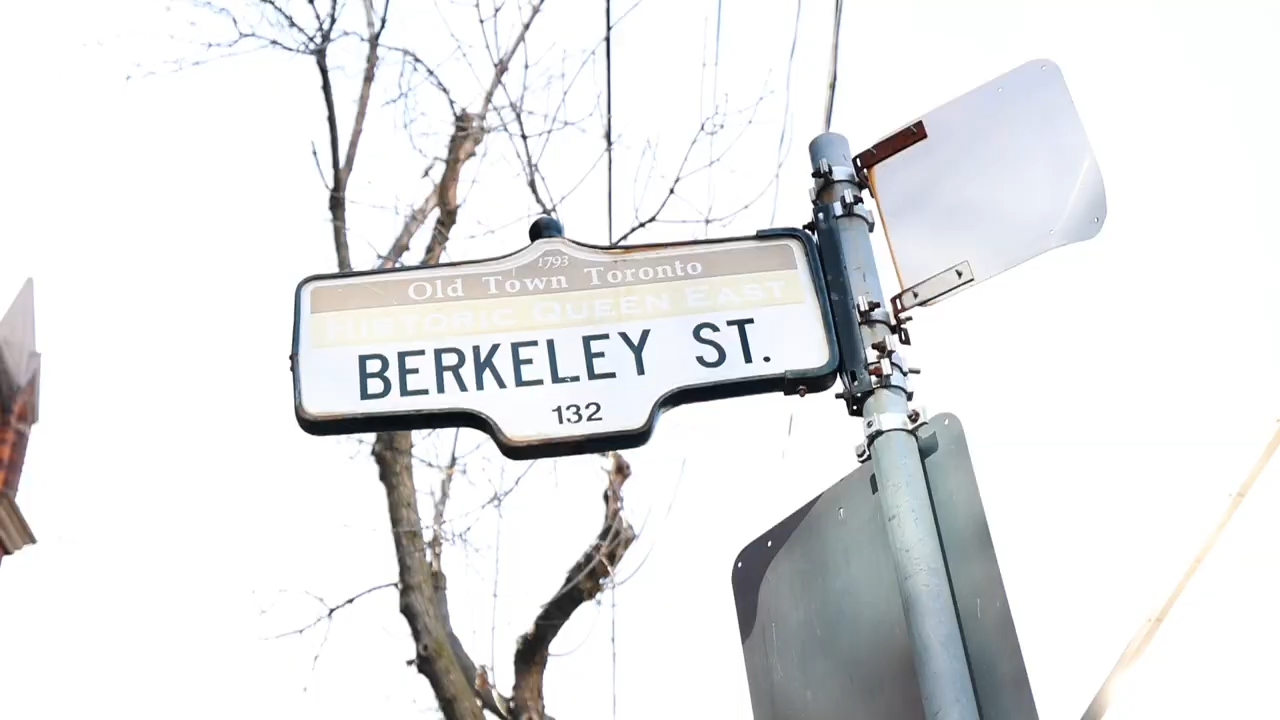 1793
Old Town Toronto
HISTORIC QUEEN EAST
BERKELEY ST.
132